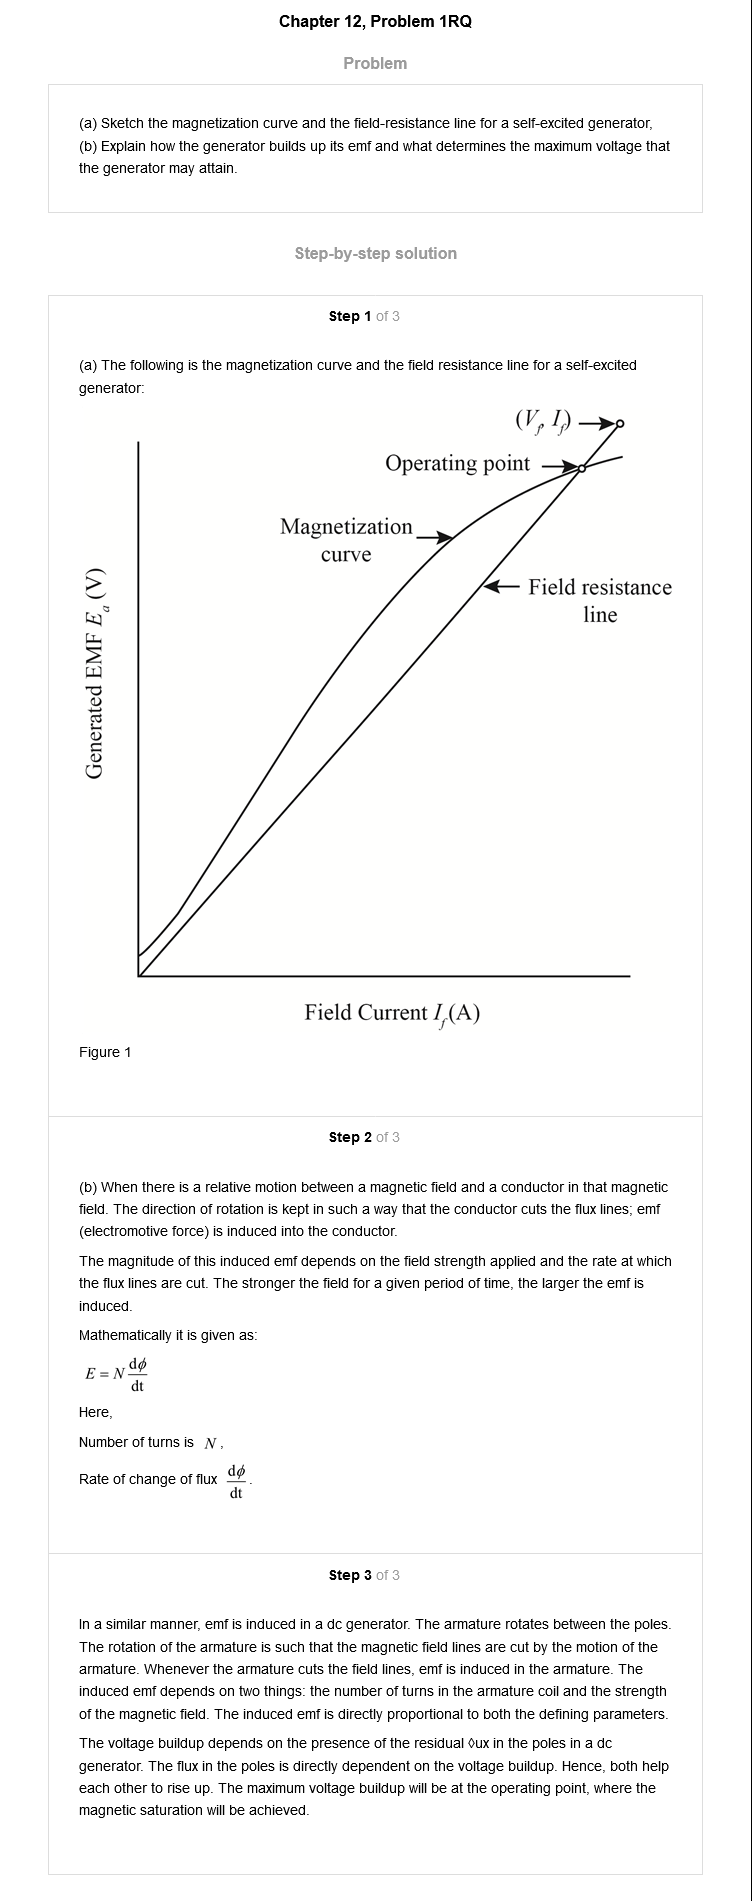 Chapter 12, Problem 1RQ
Problem
(a) Sketch the magnetization curve and the field-resistance line for a self-excited generator,
(b) Explain how the generator builds up its emf and what determines the maximum voltage that
the generator may attain.
Step-by-step solution
Step 1 of 3
(a) The following is the magnetization curve and the field resistance line for a self-excited
generator:
(V_f, I_f)
Operating point
Magnetization
curve
Field resistance
line
Generated EMF E_a (V)
Field Current I_f (A)
Figure 1
Step 2 of 3
(b) When there is a relative motion between a magnetic field and a conductor in that magnetic
field. The direction of rotation is kept in such a way that the conductor cuts the flux lines; emf
(electromotive force) is induced into the conductor.
The magnitude of this induced emf depends on the field strength applied and the rate at which
the flux lines are cut. The stronger the field for a given period of time, the larger the emf is
induced.
Mathematically it is given as:
E = N dϕ/dt
Here,
Number of turns is N ,
Rate of change of flux dϕ/dt .
Step 3 of 3
In a similar manner, emf is induced in a dc generator. The armature rotates between the poles.
The rotation of the armature is such that the magnetic field lines are cut by the motion of the
armature. Whenever the armature cuts the field lines, emf is induced in the armature. The
induced emf depends on two things: the number of turns in the armature coil and the strength
of the magnetic field. The induced emf is directly proportional to both the defining parameters.
The voltage buildup depends on the presence of the residual ◊ux in the poles in a dc
generator. The flux in the poles is directly dependent on the voltage buildup. Hence, both help
each other to rise up. The maximum voltage buildup will be at the operating point, where the
magnetic saturation will be achieved.